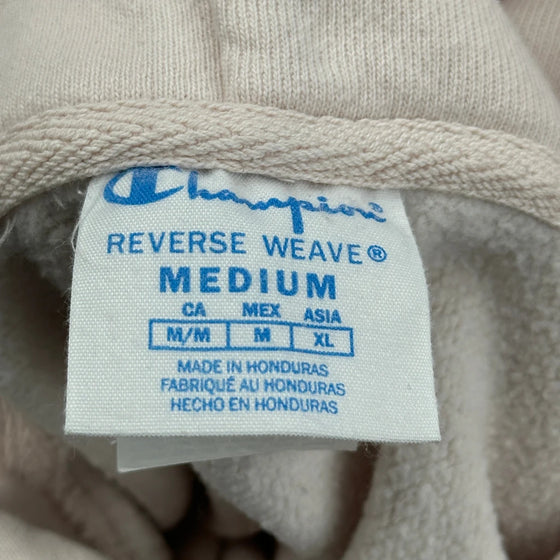 Champion®
REVERSE WEAVE®
MEDIUM
CA MEX ASIA
M/M M XL
MADE IN HONDURAS
FABRIQUÉ AU HONDURAS
HECHO EN HONDURAS